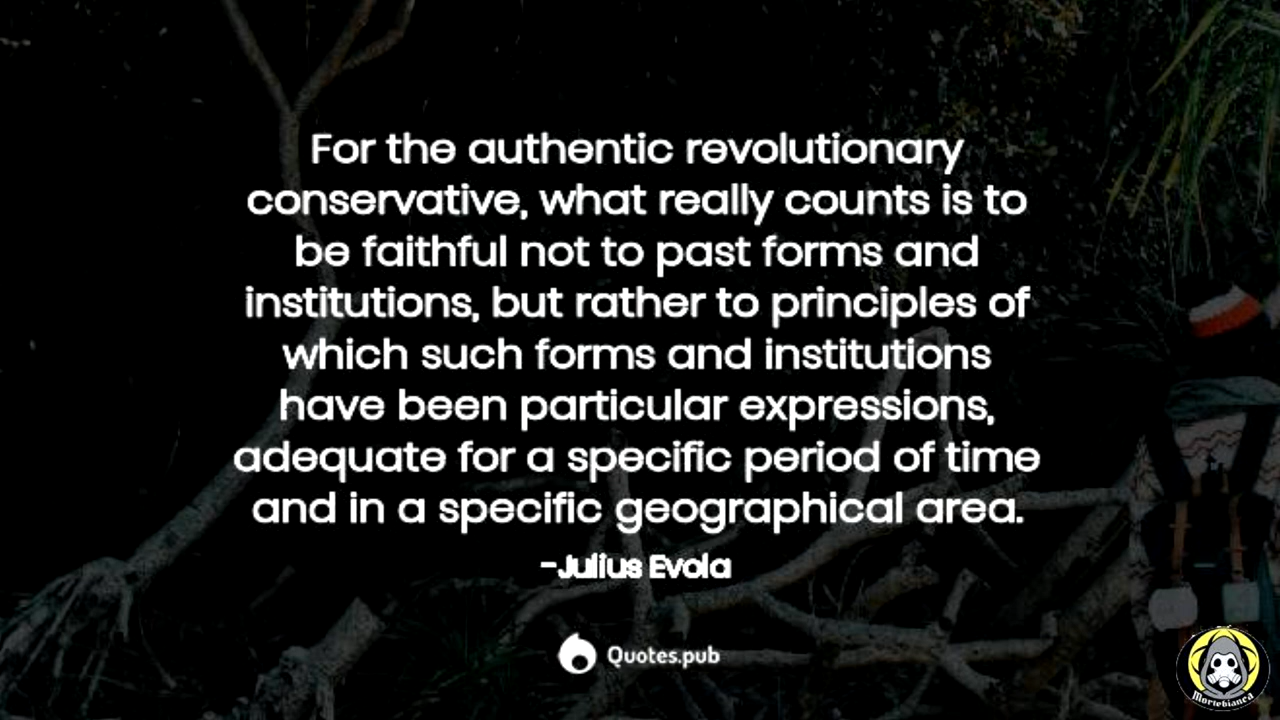 For the authentic revolutionary
conservative, what really counts is to
be faithful not to past forms and
institutions, but rather to principles of
which such forms and institutions
have been particular expressions,
adequate for a specific period of time
and in a specific geographical area.
-Julius Evola
Quotes.pub
Mortebianca